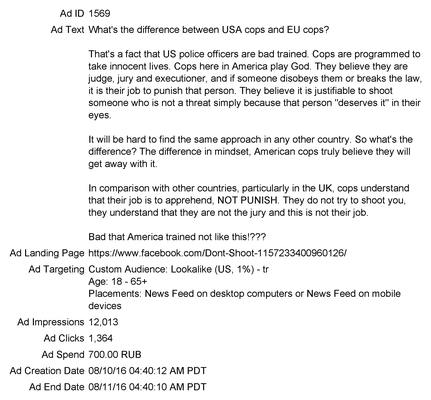 Ad ID 1569
Ad Text What's the difference between USA cops and EU cops?
That's a fact that US police officers are bad trained. Cops are programmed to
take innocent lives. Cops here in America play God. They believe they are
judge, jury and executioner, and if someone disobeys them or breaks the law,
it is their job to punish that person. They believe it is justifiable to shoot
someone who is not a threat simply because that person "deserves it" in their
eyes.
It will be hard to find the same approach in any other country. So what's the
difference? The difference in mindset, American cops truly believe they will
get away with it.
In comparison with other countries, particularly in the UK, cops understand
that their job is to apprehend, NOT PUNISH. They do not try to shoot you,
they understand that they are not the jury and this is not their job.
Bad that America trained not like this!???
Ad Landing Page https://www.facebook.com/Dont-Shoot-1157233400960126/
Ad Targeting Custom Audience: Lookalike (US, 1%) - tr
Age: 18 - 65+
Placements: News Feed on desktop computers or News Feed on mobile
devices
Ad Impressions 12,013
Ad Clicks 1,364
Ad Spend 700.00 RUB
Ad Creation Date 08/10/16 04:40:12 AM PDT
Ad End Date 08/11/16 04:40:10 AM PDT